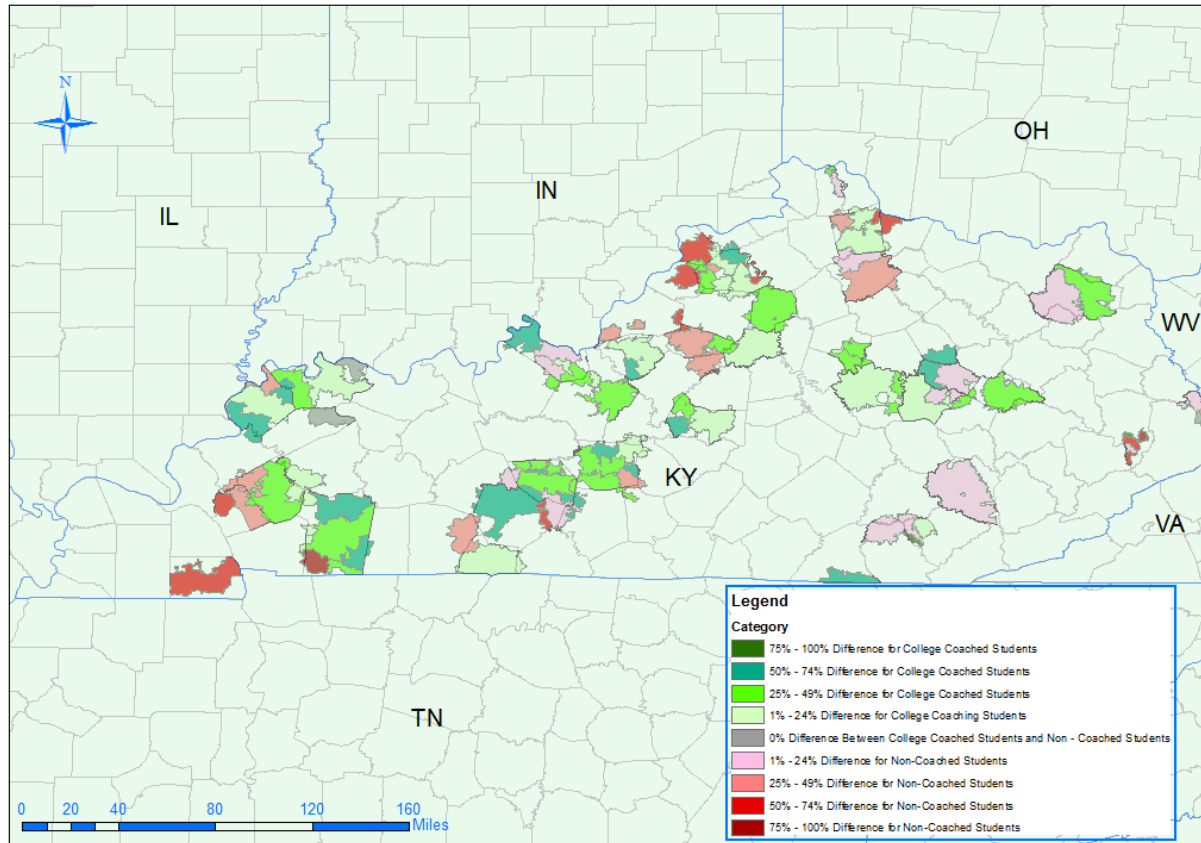 N
OH
IN
IL
WV
KY
VA
TN
Legend
Category
75% - 100% Difference for College Coached Students
50% - 74% Difference for College Coached Students
25% - 49% Difference for College Coached Students
1% - 24% Difference for College Coaching Students
0% Difference Between College Coached Students and Non - Coached Students
1% - 24% Difference for Non-Coached Students
25% - 49% Difference for Non-Coached Students
50% - 74% Difference for Non-Coached Students
75% - 100% Difference for Non-Coached Students
0 20 40 80 120 160
Miles